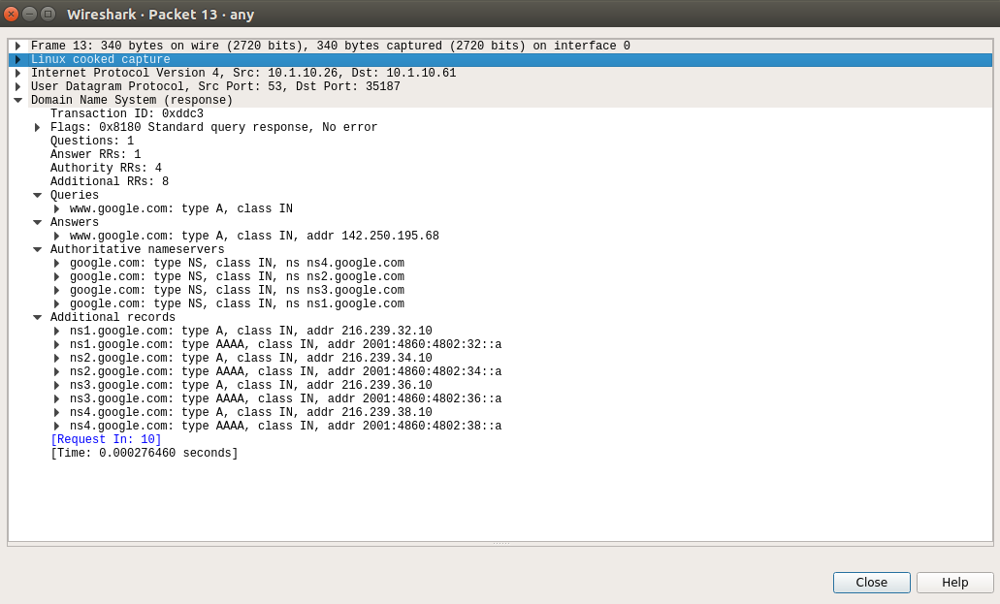 Wireshark · Packet 13 · any
Frame 13: 340 bytes on wire (2720 bits), 340 bytes captured (2720 bits) on interface 0
Linux cooked capture
Internet Protocol Version 4, Src: 10.1.10.26, Dst: 10.1.10.61
User Datagram Protocol, Src Port: 53, Dst Port: 35187
Domain Name System (response)
Transaction ID: 0xddc3
Flags: 0x8180 Standard query response, No error
Questions: 1
Answer RRs: 1
Authority RRs: 4
Additional RRs: 8
Queries
www.google.com: type A, class IN
Answers
www.google.com: type A, class IN, addr 142.250.195.68
Authoritative nameservers
google.com: type NS, class IN, ns ns4.google.com
google.com: type NS, class IN, ns ns2.google.com
google.com: type NS, class IN, ns ns3.google.com
google.com: type NS, class IN, ns ns1.google.com
Additional records
ns1.google.com: type A, class IN, addr 216.239.32.10
ns1.google.com: type AAAA, class IN, addr 2001:4860:4802:32::a
ns2.google.com: type A, class IN, addr 216.239.34.10
ns2.google.com: type AAAA, class IN, addr 2001:4860:4802:34::a
ns3.google.com: type A, class IN, addr 216.239.36.10
ns3.google.com: type AAAA, class IN, addr 2001:4860:4802:36::a
ns4.google.com: type A, class IN, addr 216.239.38.10
ns4.google.com: type AAAA, class IN, addr 2001:4860:4802:38::a
[Request In: 10]
[Time: 0.000276460 seconds]
Close Help